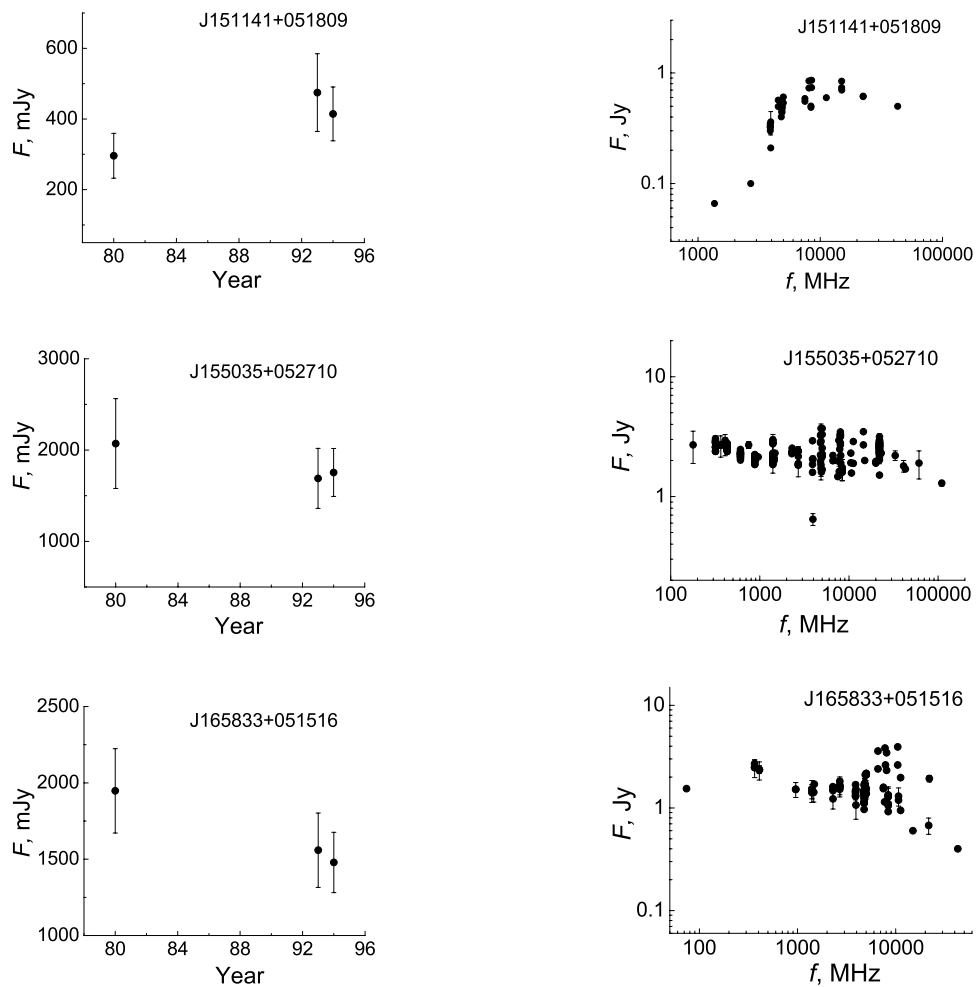 J151141+051809
600
400
200
F, mJy
80 84 88 92 96
Year
J151141+051809
1
0.1
F, Jy
1000 10000 100000
f, MHz
J155035+052710
3000
2000
1000
F, mJy
80 84 88 92 96
Year
J155035+052710
10
1
F, Jy
100 1000 10000 100000
f, MHz
J165833+051516
2500
2000
1500
1000
F, mJy
80 84 88 92 96
Year
J165833+051516
10
1
0.1
F, Jy
100 1000 10000
f, MHz